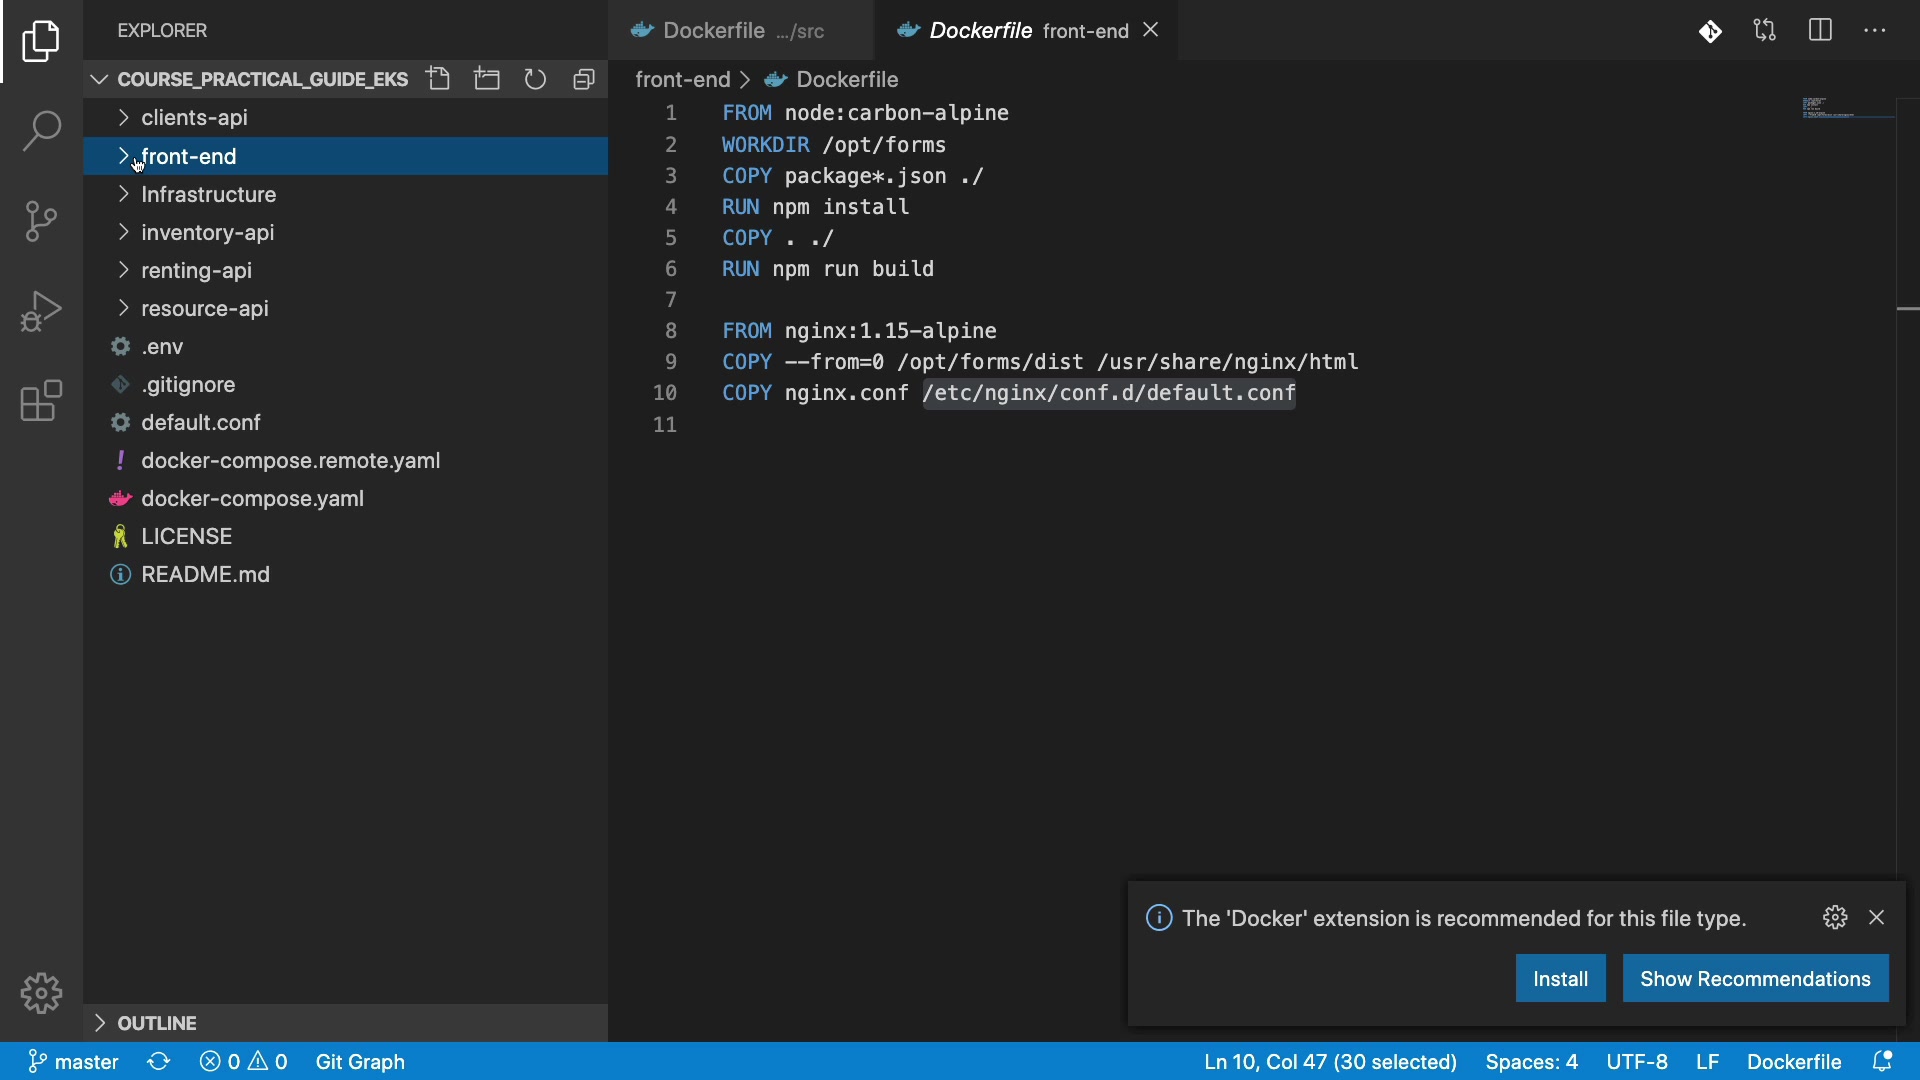 EXPLORER
COURSE_PRACTICAL_GUIDE_EKS
clients-api
front-end
Infrastructure
inventory-api
renting-api
resource-api
.env
.gitignore
default.conf
docker-compose.remote.yaml
docker-compose.yaml
LICENSE
README.md
OUTLINE
Dockerfile .../src
Dockerfile front-end
front-end > Dockerfile
1 FROM node:carbon-alpine
2 WORKDIR /opt/forms
3 COPY package*.json ./
4 RUN npm install
5 COPY . ./
6 RUN npm run build
7
8 FROM nginx:1.15-alpine
9 COPY --from=0 /opt/forms/dist /usr/share/nginx/html
10 COPY nginx.conf /etc/nginx/conf.d/default.conf
11
The 'Docker' extension is recommended for this file type.
Install Show Recommendations
master 0 0 Git Graph Ln 10, Col 47 (30 selected) Spaces: 4 UTF-8 LF Dockerfile